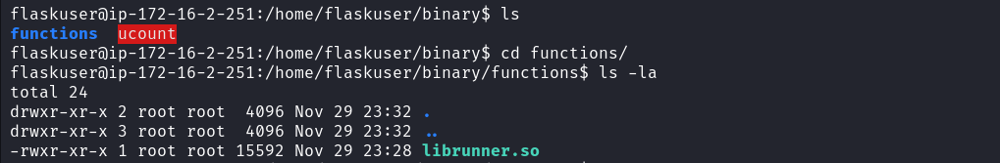 flaskuser@ip-172-16-2-251:/home/flaskuser/binary$ ls
functions  ucount
flaskuser@ip-172-16-2-251:/home/flaskuser/binary$ cd functions/
flaskuser@ip-172-16-2-251:/home/flaskuser/binary/functions$ ls -la
total 24
drwxr-xr-x 2 root root  4096 Nov 29 23:32 .
drwxr-xr-x 3 root root  4096 Nov 29 23:32 ..
-rwxr-xr-x 1 root root 15592 Nov 29 23:28 librunner.so